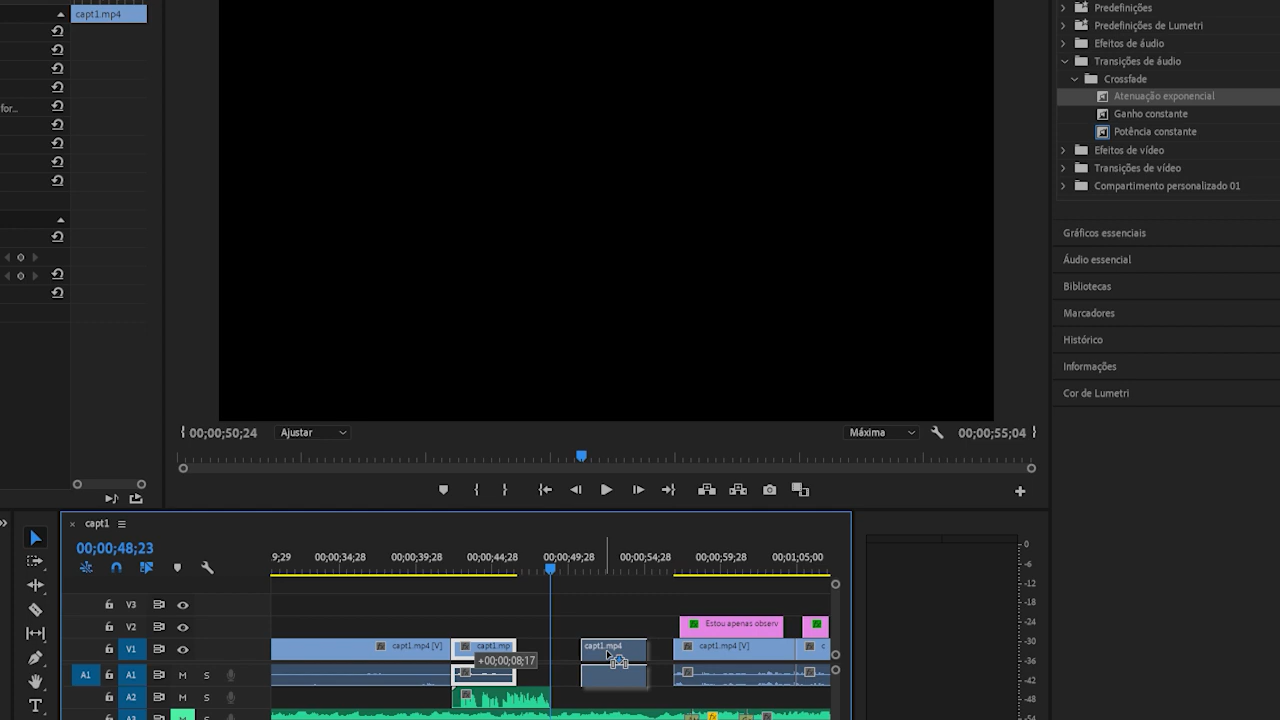 capt1.mp4
for...
Predefinições
Predefinições de Lumetri
Efeitos de áudio
Transições de áudio
Crossfade
Atenuação exponencial
Ganho constante
Potência constante
Efeitos de vídeo
Transições de vídeo
Compartimento personalizado 01
Gráficos essenciais
Áudio essencial
Bibliotecas
Marcadores
Histórico
Informações
Cor de Lumetri
00;00;50;24 Ajustar Máxima 00;00;55;04
× capt1
00;00;48;23
9;29 00;00;34;28 00;00;39;28 00;00;44;28 00;00;49;28 00;00;54;28 00;00;59;28 00;01;05;00
V3
V2 Estou apenas observ
V1 capt1.mp4 [V] capt1.mp capt1.mp4 capt1.mp4 [V] c
+00;00;08;17
A1 A1 M S
A2 M S
A3 M S
0
-6
-12
-18
-24
-30
-36
-42
-48
-54